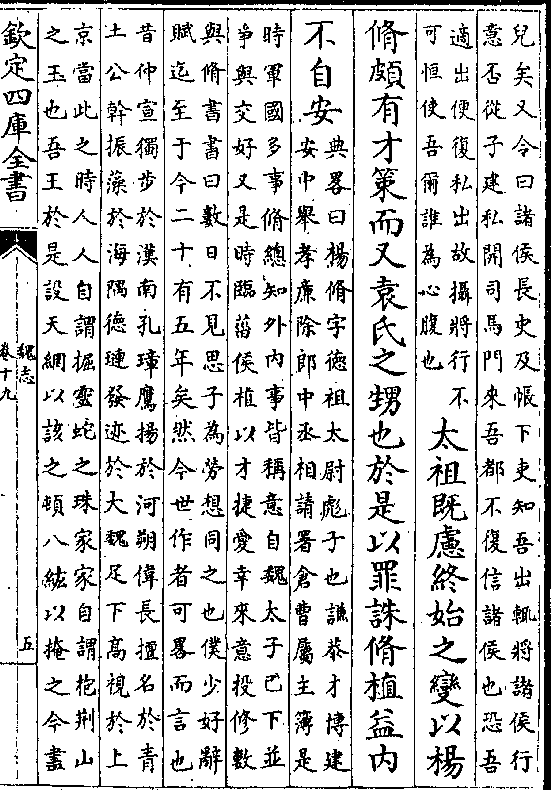 兒矣又令曰諸侯長史及帳下吏知吾出輒將諸侯行
意否從子建私開司馬門來吾都不復信諸侯也恐吾
適出便復私出故攝將行不
可恒使吾爾誰為心腹也
太祖既慮終始之變以楊
脩頗有才策而又袁氏之甥也於是以罪誅脩植益内
不自安
典畧曰楊脩字德祖太尉彪子也謙恭才博建
安中舉孝廉除郎中丞相請署倉曹屬主簿是
時軍國多事脩總知外内事皆稱意自魏太子已下並
爭與交好又是時臨菑侯植以才捷愛幸來意投修數
與脩書書曰數日不見思子為勞想同之也僕少好辭
賦迄至于今二十有五年矣然今世作者可畧而言也
昔仲宣獨步於漢南孔璋鷹揚於河朔偉長擅名於青
土公幹振藻於海隅德璉發迹於大魏足下高視於上
京當此之時人人自謂握靈蛇之珠家家自謂抱荆山
之玉也吾王於是設天網以該之頓八紘以掩之今盡
欽定四庫全書
魏志
卷十九
五